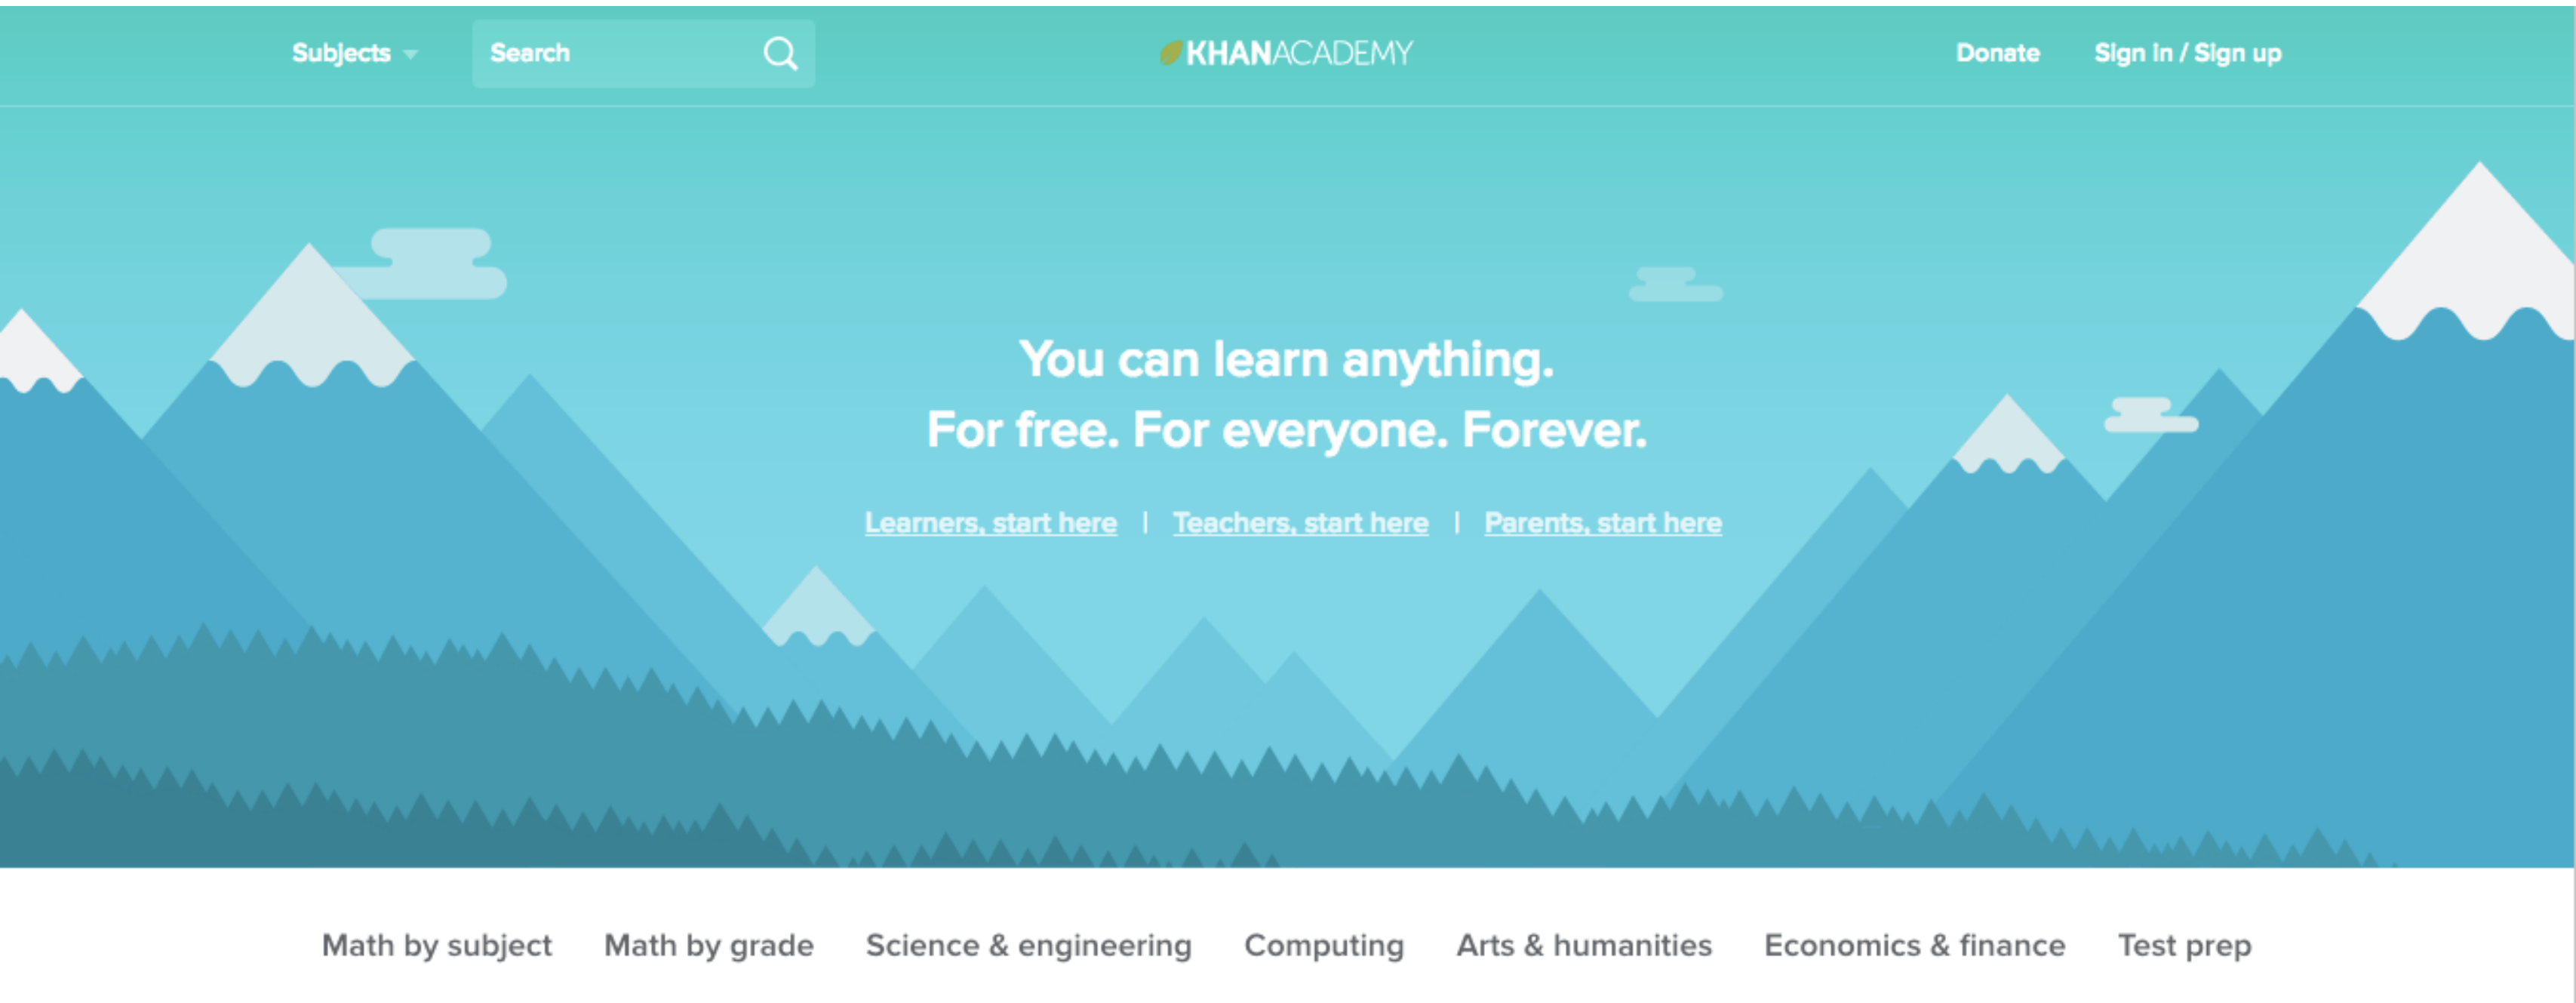 Subjects
Search
KHANACADEMY
Donate
Sign in / Sign up
You can learn anything.
For free. For everyone. Forever.
Learners, start here | Teachers, start here | Parents, start here
Math by subject
Math by grade
Science & engineering
Computing
Arts & humanities
Economics & finance
Test prep